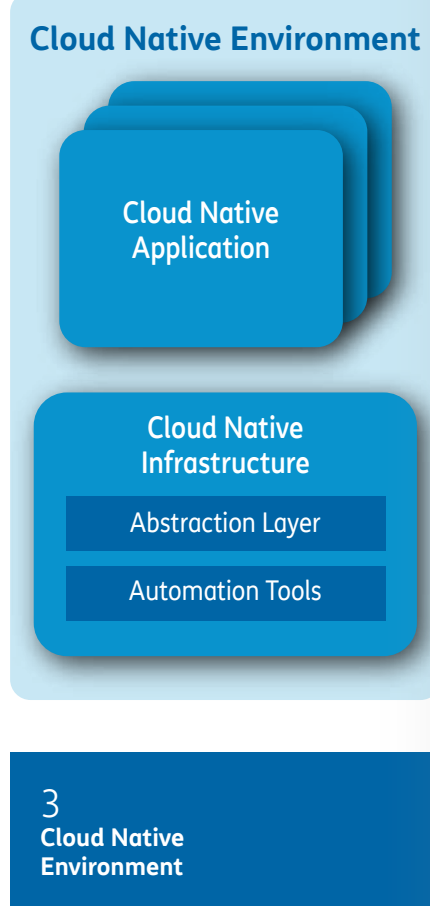 Cloud Native Environment
Cloud Native
Application
Cloud Native
Infrastructure
Abstraction Layer
Automation Tools
3
Cloud Native
Environment